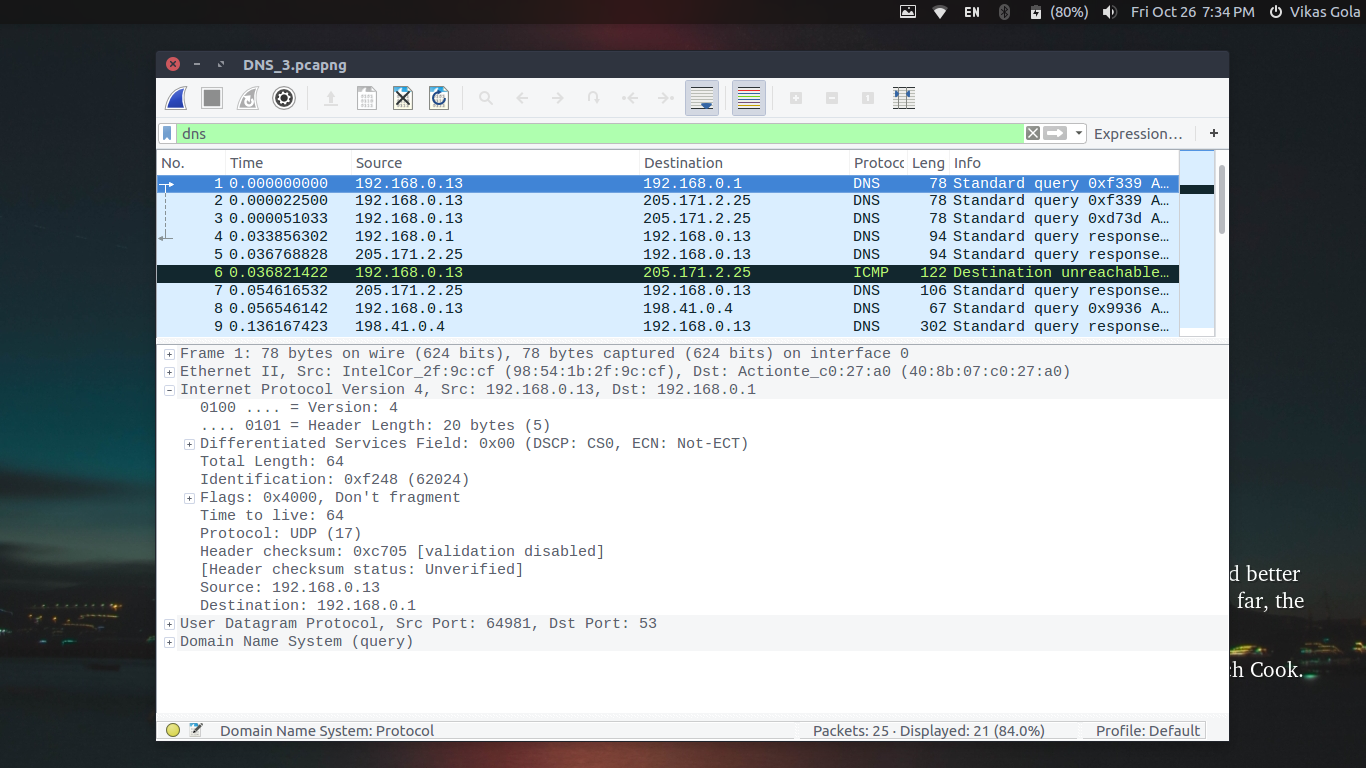 EN (80%) Fri Oct 26 7:34 PM Vikas Gola
DNS_3.pcapng
dns Expression… +
No. Time Source Destination Protocc Leng Info
1 0.000000000 192.168.0.13 192.168.0.1 DNS 78 Standard query 0xf339 A…
2 0.000022500 192.168.0.13 205.171.2.25 DNS 78 Standard query 0xf339 A…
3 0.000051033 192.168.0.13 205.171.2.25 DNS 78 Standard query 0xd73d A…
4 0.033856302 192.168.0.1 192.168.0.13 DNS 94 Standard query response…
5 0.036768828 205.171.2.25 192.168.0.13 DNS 94 Standard query response…
6 0.036821422 192.168.0.13 205.171.2.25 ICMP 122 Destination unreachable…
7 0.054616532 205.171.2.25 192.168.0.13 DNS 106 Standard query response…
8 0.056546142 192.168.0.13 198.41.0.4 DNS 67 Standard query 0x9936 A…
9 0.136167423 198.41.0.4 192.168.0.13 DNS 302 Standard query response…
Frame 1: 78 bytes on wire (624 bits), 78 bytes captured (624 bits) on interface 0
Ethernet II, Src: IntelCor_2f:9c:cf (98:54:1b:2f:9c:cf), Dst: Actionte_c0:27:a0 (40:8b:07:c0:27:a0)
Internet Protocol Version 4, Src: 192.168.0.13, Dst: 192.168.0.1
0100 .... = Version: 4
.... 0101 = Header Length: 20 bytes (5)
Differentiated Services Field: 0x00 (DSCP: CS0, ECN: Not-ECT)
Total Length: 64
Identification: 0xf248 (62024)
Flags: 0x4000, Don't fragment
Time to live: 64
Protocol: UDP (17)
Header checksum: 0xc705 [validation disabled]
[Header checksum status: Unverified]
Source: 192.168.0.13
Destination: 192.168.0.1
User Datagram Protocol, Src Port: 64981, Dst Port: 53
Domain Name System (query)
d better
far, the
h Cook.
Domain Name System: Protocol Packets: 25 · Displayed: 21 (84.0%) Profile: Default